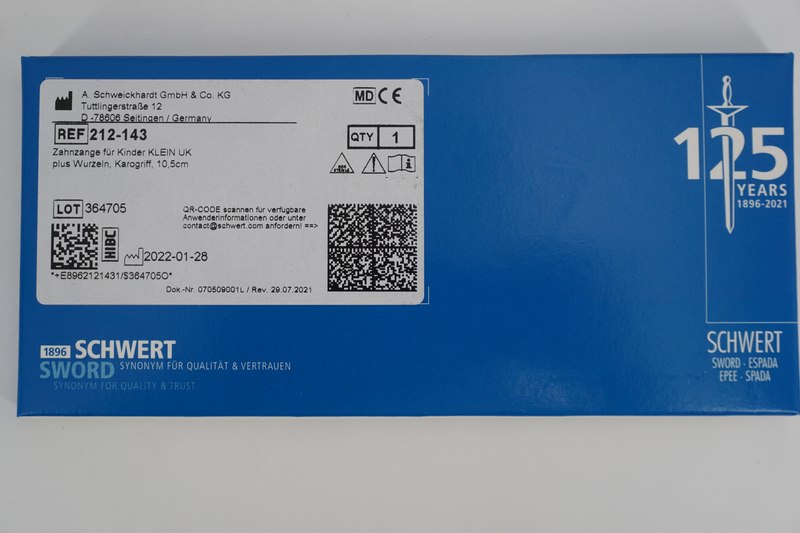 A. Schweickhardt GmbH & Co. KG
Tuttlingerstraße 12
D -78606 Seitingen / Germany
MD CE
REF 212-143
QTY 1
Zahnzange für Kinder KLEIN UK
plus Wurzeln, Karogriff, 10,5cm
NON STERILE
LOT 364705
QR-CODE scannen für verfügbare
Anwenderinformationen oder unter
contact@schwert.com anfordern! ==>
HIBC
2022-01-28
*+E8962121431/$364705O*
Dok.-Nr. 070509001L / Rev. 29.07.2021
1896 SCHWERT
SWORD SYNONYM FÜR QUALITÄT & VERTRAUEN
SYNONYM FOR QUALITY & TRUST
125
YEARS
1896-2021
SCHWERT
SWORD - ESPADA
EPEE - SPADA